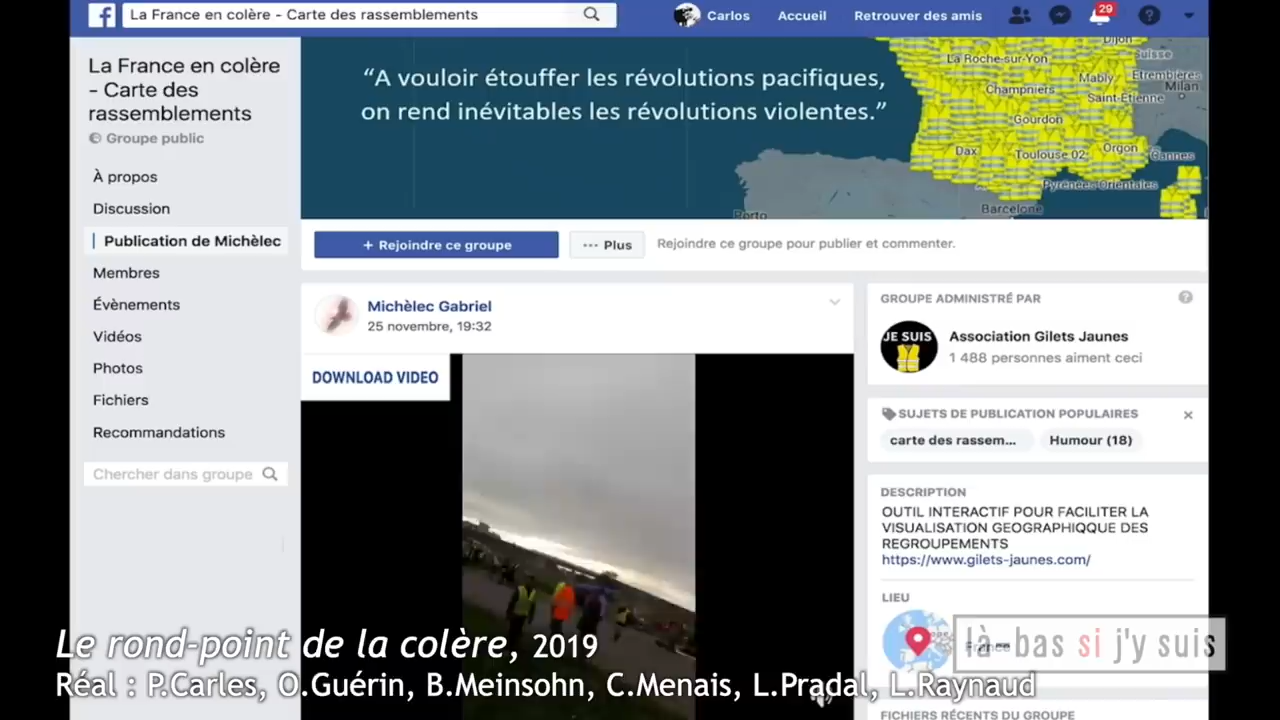 La France en colère - Carte des rassemblements
Carlos
Accueil
Retrouver des amis
29
La France en colère
- Carte des
rassemblements
Groupe public
À propos
Discussion
Publication de Michèlec
Membres
Évènements
Vidéos
Photos
Fichiers
Recommandations
Chercher dans groupe
“A vouloir étouffer les révolutions pacifiques,
on rend inévitables les révolutions violentes.”
Dijon
La Roche-sur-Yon
Suisse
Mably
Etrembières
Champniers
Saint-Étienne
Milan
Gourdon
Dax
Toulouse 02
Orgon
Cannes
Pyrénées Orientales
Porto
Barcelone
+ Rejoindre ce groupe
Plus
Rejoindre ce groupe pour publier et commenter.
Michèlec Gabriel
25 novembre, 19:32
DOWNLOAD VIDEO
GROUPE ADMINISTRÉ PAR
JE SUIS
Association Gilets Jaunes
1 488 personnes aiment ceci
SUJETS DE PUBLICATION POPULAIRES
carte des rassem...
Humour (18)
DESCRIPTION
OUTIL INTERACTIF POUR FACILITER LA
VISUALISATION GEOGRAPHIQQUE DES
REGROUPEMENTS
https://www.gilets-jaunes.com/
LIEU
France
là-bas si j'y suis
FICHIERS RÉCENTS DU GROUPE
Le rond-point de la colère, 2019
Réal : P.Carles, O.Guérin, B.Meinsohn, C.Menais, L.Pradal, L.Raynaud